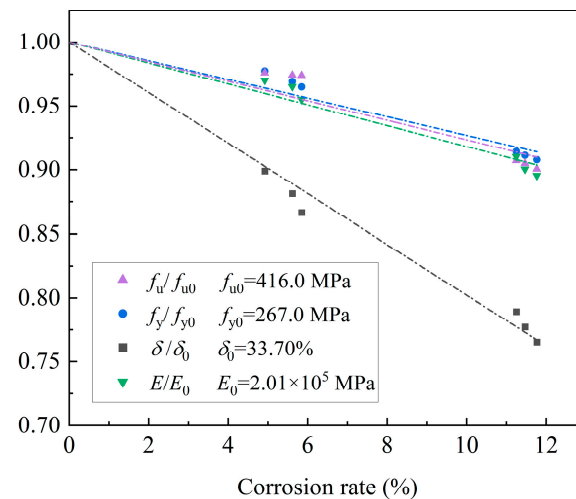 1.00
0.95
0.90
0.85
0.80
0.75
0.70
f_u/f_u0 f_u0=416.0 MPa
f_y/f_y0 f_y0=267.0 MPa
δ/δ_0 δ_0=33.70%
E/E_0 E_0=2.01×10^5 MPa
0 2 4 6 8 10 12
Corrosion rate (%)